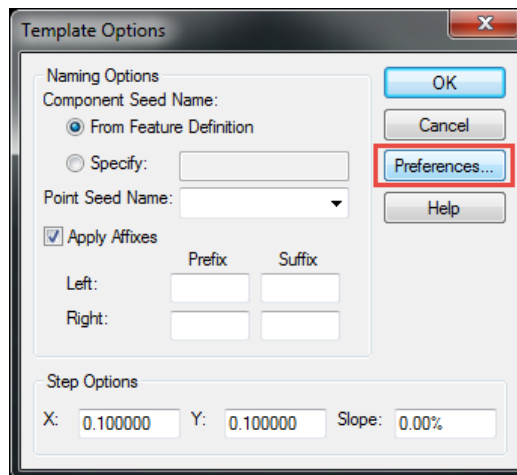 Template Options
Naming Options
Component Seed Name:
From Feature Definition
Specify:
Point Seed Name:
Apply Affixes
Prefix Suffix
Left:
Right:
OK
Cancel
Preferences...
Help
Step Options
X: 0.100000 Y: 0.100000 Slope: 0.00%